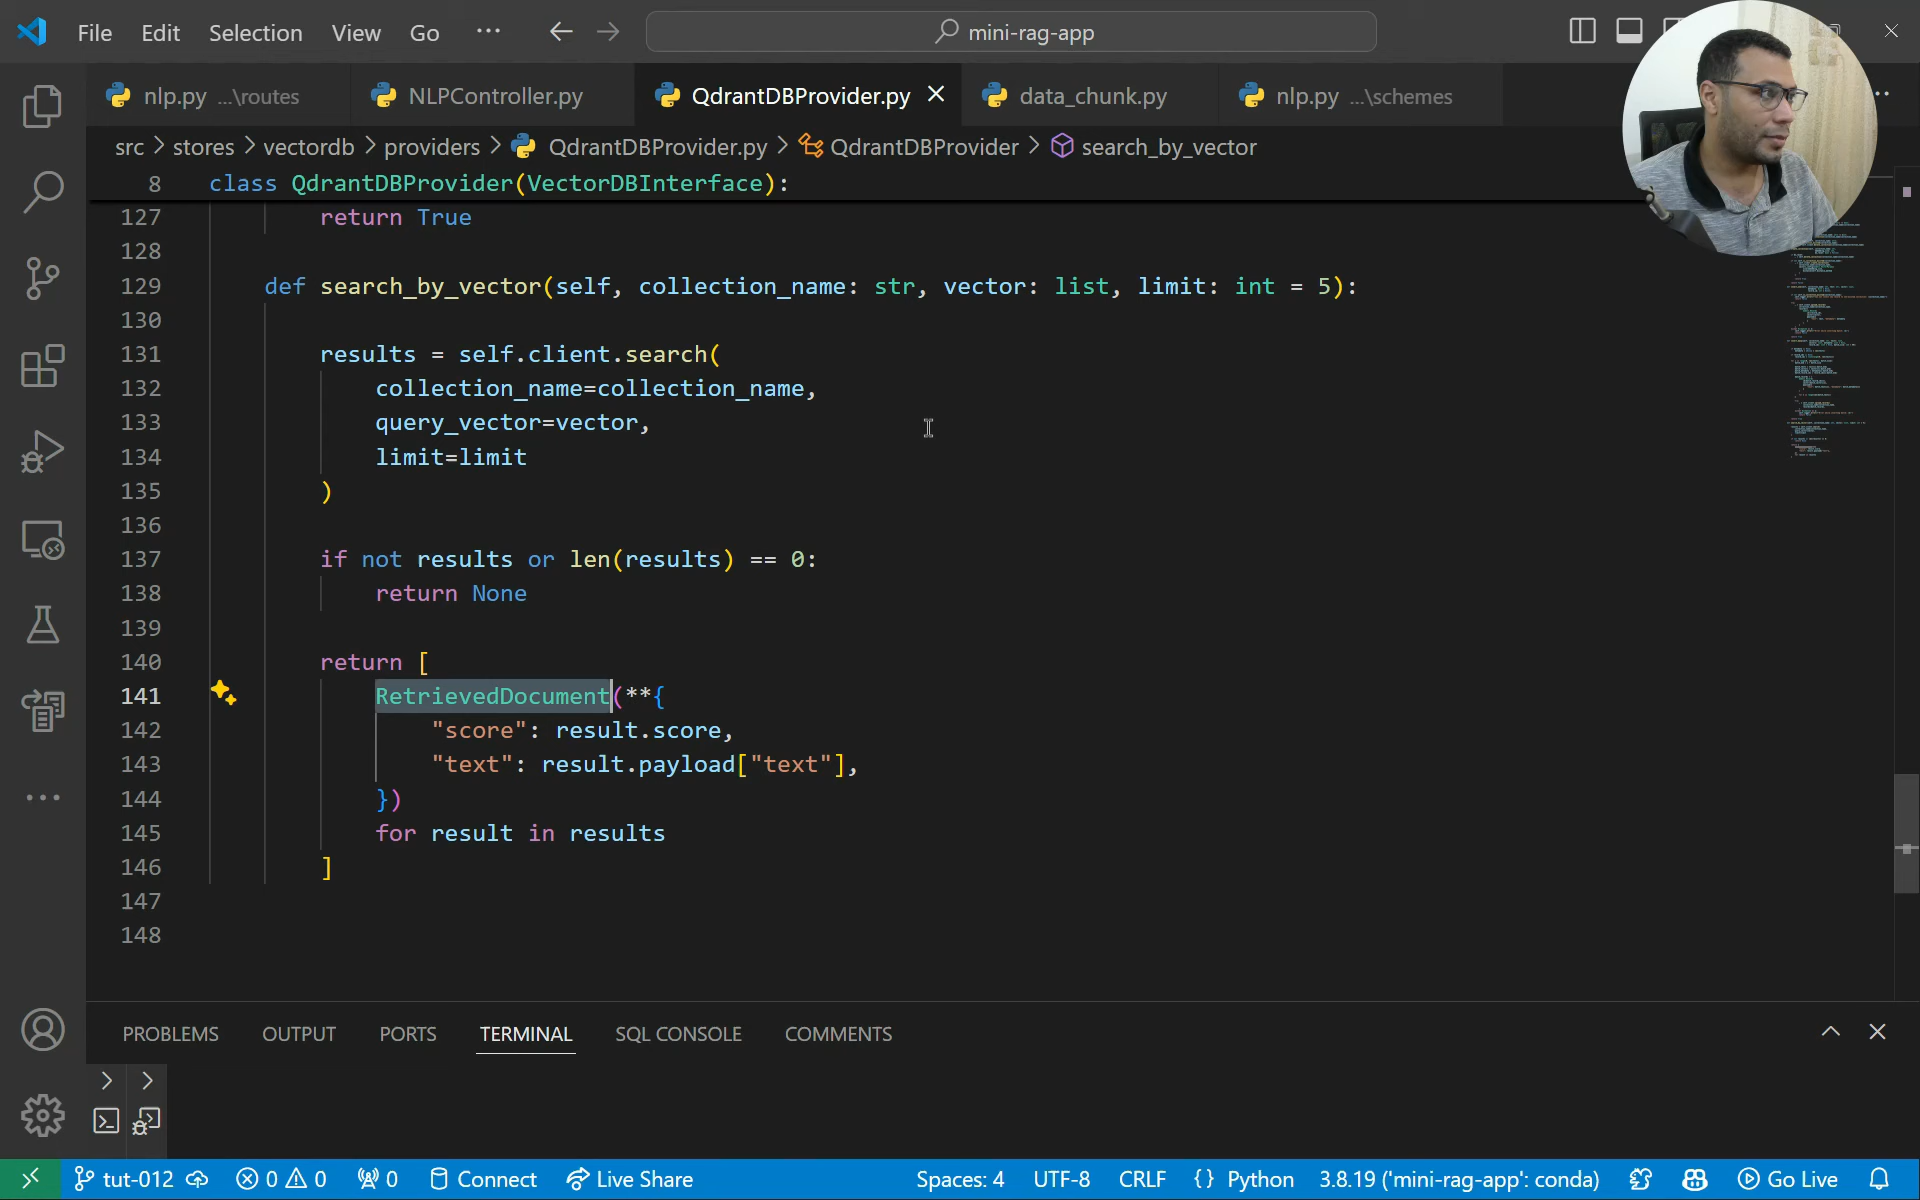 File Edit Selection View Go ··· mini-rag-app
nlp.py ...\routes NLPController.py QdrantDBProvider.py data_chunk.py nlp.py ...\schemes
src > stores > vectordb > providers > QdrantDBProvider.py > QdrantDBProvider > search_by_vector
8 class QdrantDBProvider(VectorDBInterface):
127 return True
128
129 def search_by_vector(self, collection_name: str, vector: list, limit: int = 5):
130
131 results = self.client.search(
132 collection_name=collection_name,
133 query_vector=vector,
134 limit=limit
135 )
136
137 if not results or len(results) == 0:
138 return None
139
140 return [
141 RetrievedDocument(**{
142 "score": result.score,
143 "text": result.payload["text"],
144 })
145 for result in results
146 ]
147
148
PROBLEMS OUTPUT PORTS TERMINAL SQL CONSOLE COMMENTS
tut-012 0 0 0 Connect Live Share Spaces: 4 UTF-8 CRLF {} Python 3.8.19 ('mini-rag-app': conda) Go Live